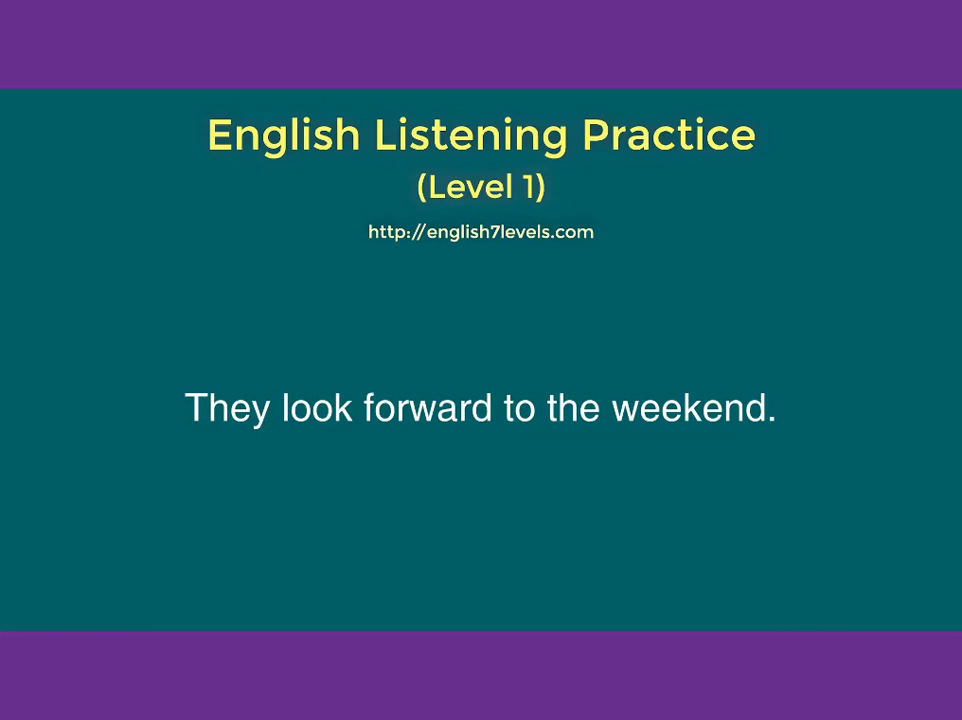 English Listening Practice
(Level 1)
http://english7levels.com
They look forward to the weekend.